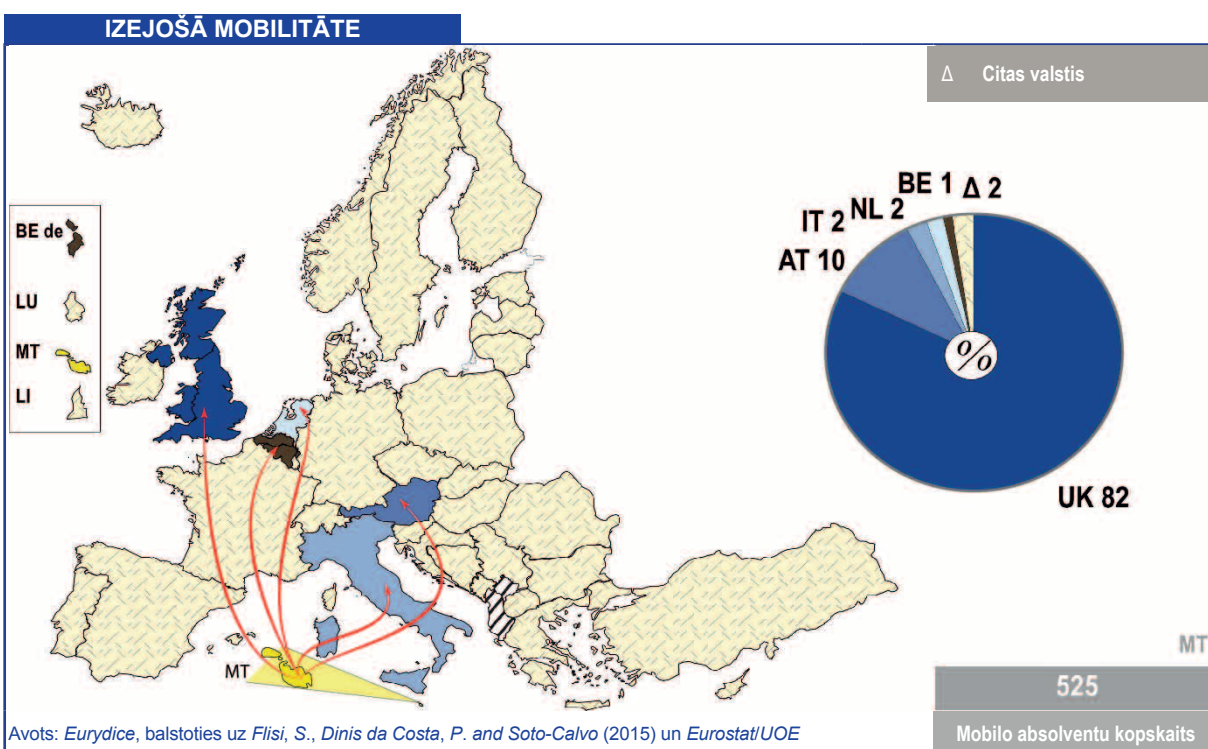 IZEJOŠĀ MOBILITĀTE
Δ Citas valstis
BE de
LU
MT
LI
BE 1 Δ 2
IT 2 NL 2
AT 10
%
UK 82
MT
MT
525
Mobilo absolventu kopskaits
Avots: Eurydice, balstoties uz Flisi, S., Dinis da Costa, P. and Soto-Calvo (2015) un Eurostat/UOE